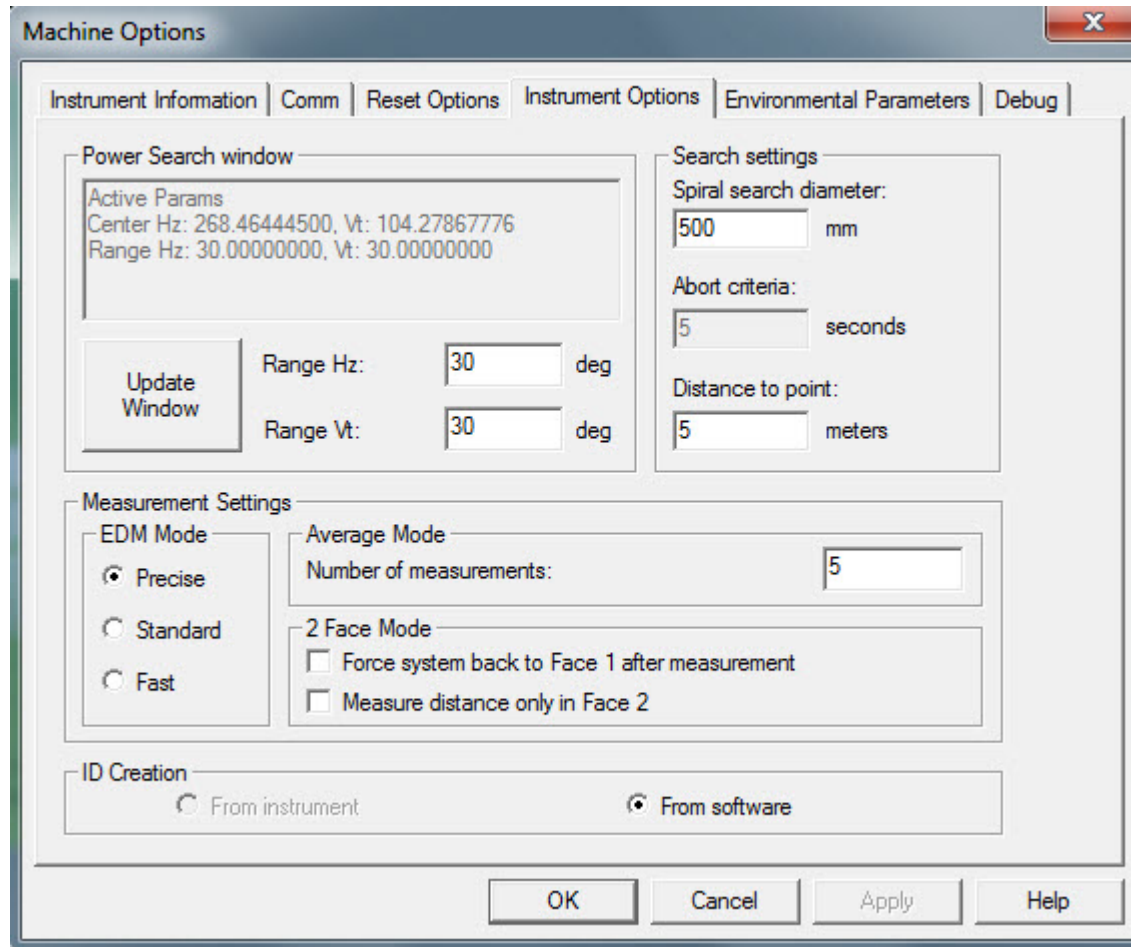 Machine Options
Instrument Information
Comm
Reset Options
Instrument Options
Environmental Parameters
Debug
Power Search window
Active Params
Center Hz: 268.46444500, Vt: 104.27867776
Range Hz: 30.00000000, Vt: 30.00000000
Update
Window
Range Hz: 30 deg
Range Vt: 30 deg
Search settings
Spiral search diameter:
500 mm
Abort criteria:
5 seconds
Distance to point:
5 meters
Measurement Settings
EDM Mode
Precise
Standard
Fast
Average Mode
Number of measurements: 5
2 Face Mode
Force system back to Face 1 after measurement
Measure distance only in Face 2
ID Creation
From instrument
From software
OK
Cancel
Apply
Help